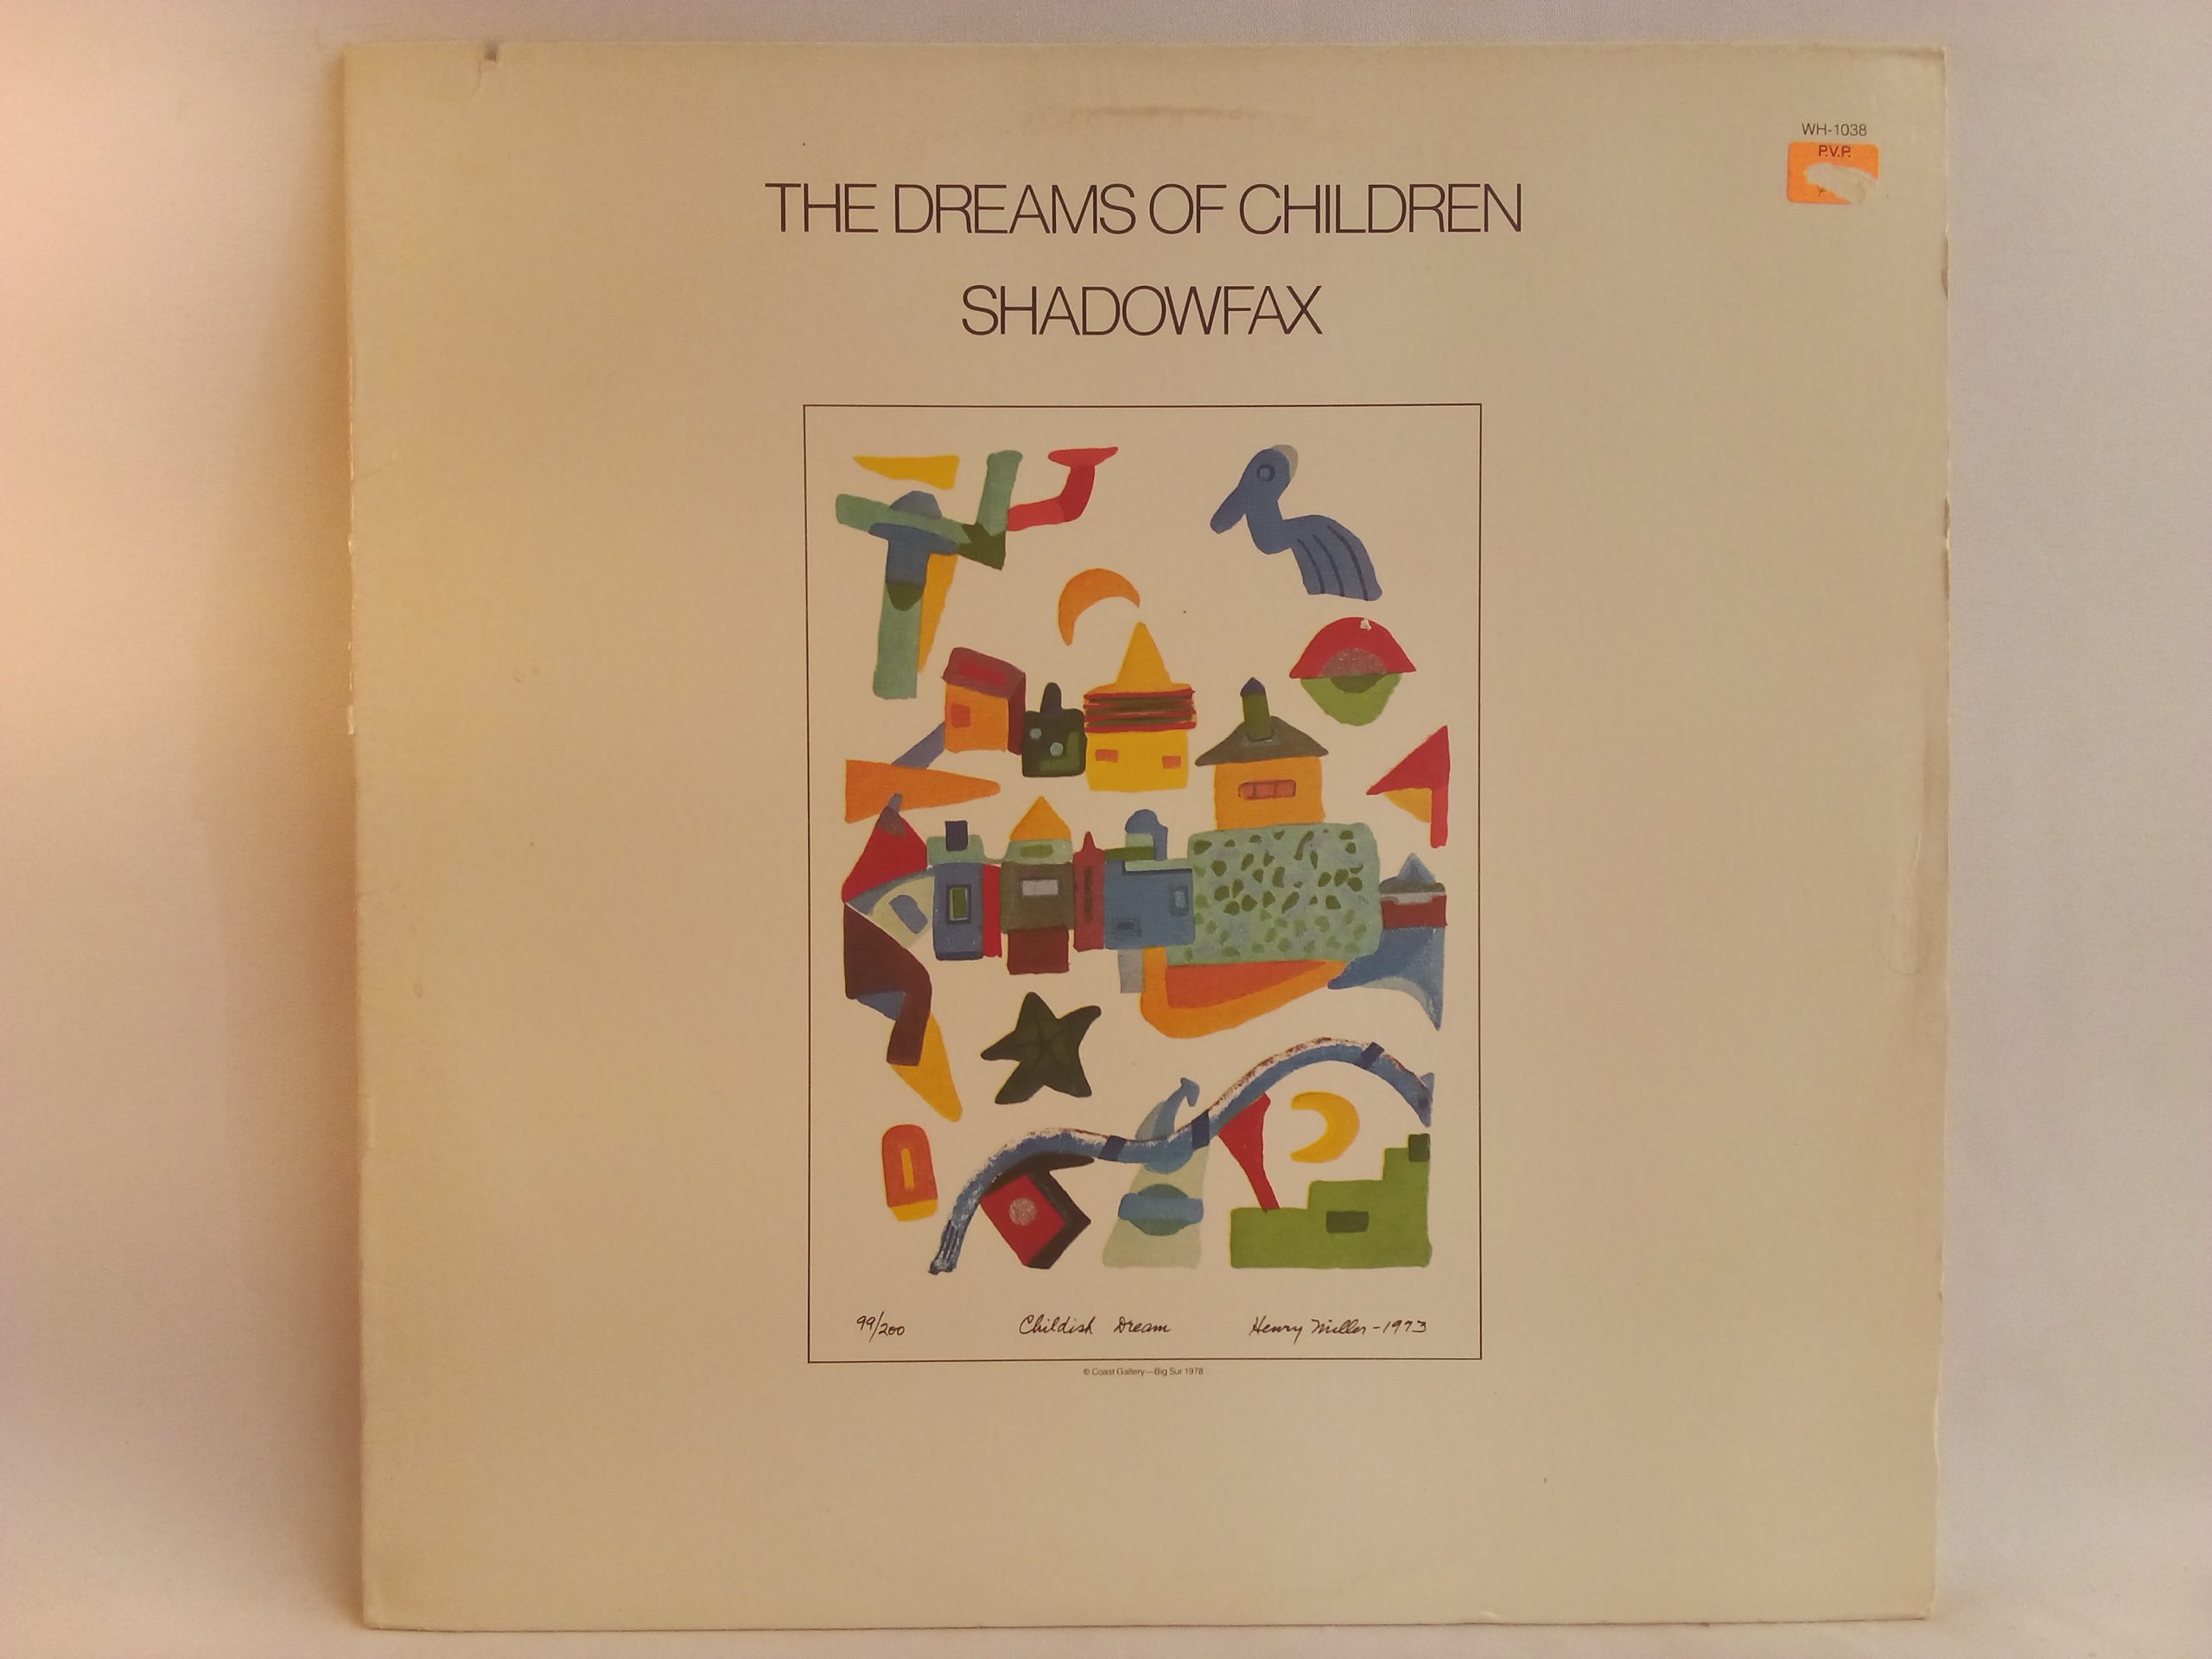 WH-1038
P.V.P.
THE DREAMS OF CHILDREN
SHADOWFAX
99/200 Childish Dream Henry Miller-1973
© Coast Gallery—Big Sur 1978